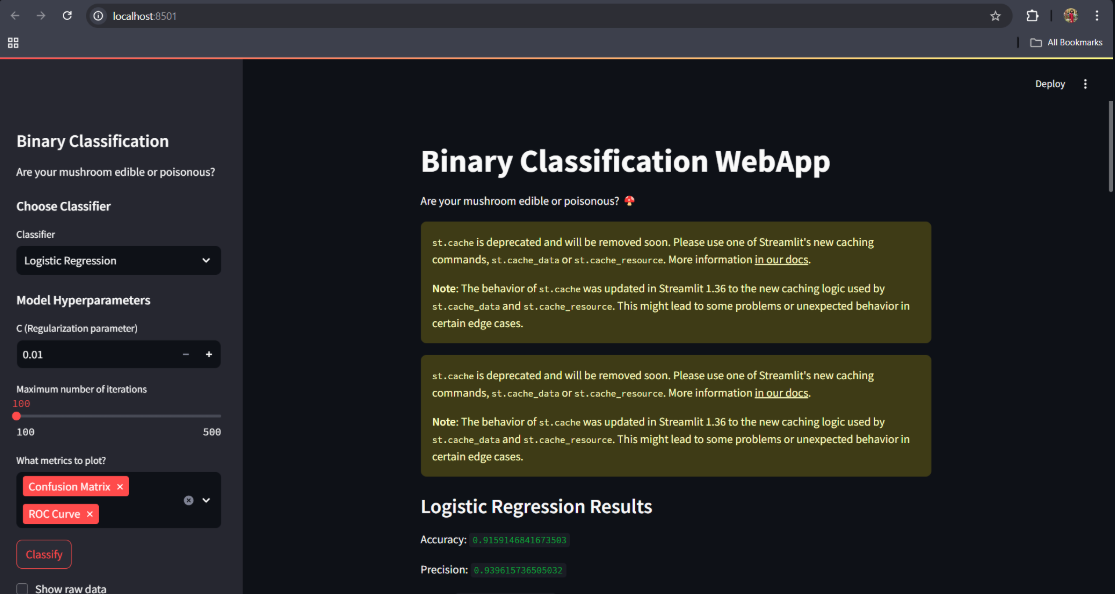 localhost:8501
All Bookmarks
Deploy
Binary Classification
Are your mushroom edible or poisonous?
Choose Classifier
Classifier
Logistic Regression
Model Hyperparameters
C (Regularization parameter)
0.01
Maximum number of iterations
100
100 500
What metrics to plot?
Confusion Matrix ×
ROC Curve ×
Classify
Show raw data
Binary Classification WebApp
Are your mushroom edible or poisonous? 🍄
st.cache is deprecated and will be removed soon. Please use one of Streamlit's new caching
commands, st.cache_data or st.cache_resource. More information in our docs.
Note: The behavior of st.cache was updated in Streamlit 1.36 to the new caching logic used by
st.cache_data and st.cache_resource. This might lead to some problems or unexpected behavior in
certain edge cases.
st.cache is deprecated and will be removed soon. Please use one of Streamlit's new caching
commands, st.cache_data or st.cache_resource. More information in our docs.
Note: The behavior of st.cache was updated in Streamlit 1.36 to the new caching logic used by
st.cache_data and st.cache_resource. This might lead to some problems or unexpected behavior in
certain edge cases.
Logistic Regression Results
Accuracy: 0.9159146841673503
Precision: 0.939615736505032